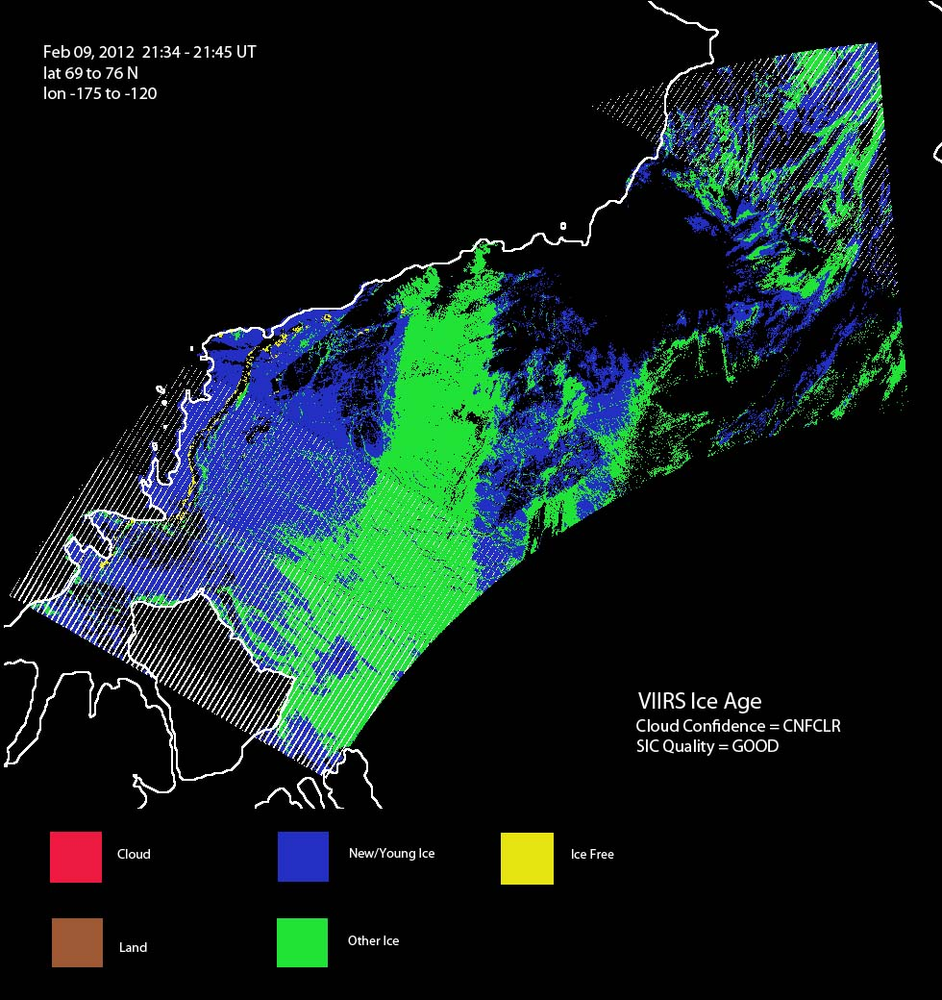 Feb 09, 2012 21:34 - 21:45 UT
lat 69 to 76 N
lon -175 to -120
VIIRS Ice Age
Cloud Confidence = CNFCLR
SIC Quality = GOOD
Cloud
New/Young Ice
Ice Free
Land
Other Ice